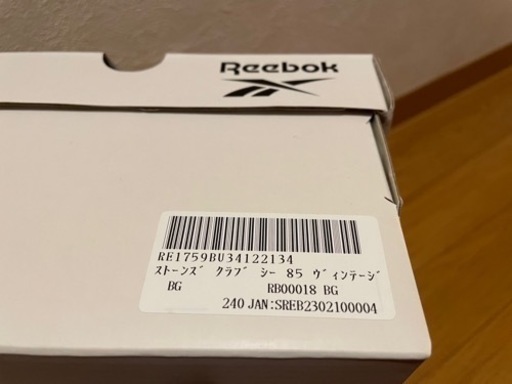 Reebok
RE1759BU34122134
ｽﾄｰﾝｽﾞ ｸﾗﾌﾞ ｼｰ 85 ｳﾞｨﾝﾃｰｼﾞ
BG RB00018 BG
240 JAN:SREB2302100004